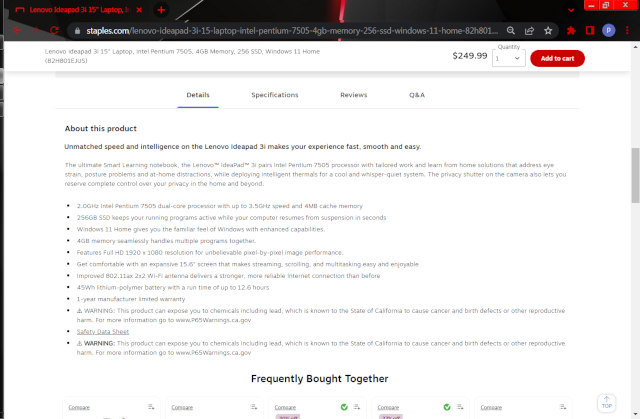 Lenovo Ideapad 3i 15" Laptop, I
staples.com/lenovo-ideapad-3i-15-laptop-intel-pentium-7505-4gb-memory-256-ssd-windows-11-home-82h801...
P
Lenovo Ideapad 3i 15" Laptop, Intel Pentium 7505, 4GB Memory, 256 SSD, Windows 11 Home
(82HB01EJUS)
$249.99
Quantity
1
Add to cart
Details
Specifications
Reviews
Q&A
About this product
Unmatched speed and intelligence on the Lenovo Ideapad 3i makes your experience fast, smooth and easy.
The ultimate Smart Learning notebook, the Lenovo™ IdeaPad™ 3i pairs Intel Pentium 7505 processor with tailored work and learn from home solutions that address eye
strain, posture problems and at-home distractions, while deploying intelligent thermals for a cool and whisper-quiet system. The privacy shutter on the camera also lets you
reserve complete control over your privacy in the home and beyond.
• 2.0GHz Intel Pentium 7505 dual-core processor with up to 3.5GHz speed and 4MB cache memory
• 256GB SSD keeps your running programs active while your computer resumes from suspension in seconds
• Windows 11 Home gives you the familiar feel of Windows with enhanced capabilities.
• 4GB memory seamlessly handles multiple programs together.
• Features Full HD 1920 x 1080 resolution for unbelievable pixel-by-pixel image performance.
• Get comfortable with an expansive 15.6" screen that makes streaming, scrolling, and multitasking easy and enjoyable
• Improved 802.11ax 2x2 Wi-Fi antenna delivers a stronger, more reliable Internet connection than before
• 45Wh lithium-polymer battery with a run time of up to 12.6 hours
• 1-year manufacturer limited warranty
• ⚠ WARNING: This product can expose you to chemicals including lead, which is known to the State of California to cause cancer and birth defects or other reproductive
harm. For more information go to www.P65Warnings.ca.gov
• Safety Data Sheet
• ⚠ WARNING: This product can expose you to chemicals including lead, which is known to the State of California to cause cancer and birth defects or other reproductive
harm. For more information go to www.P65Warnings.ca.gov
Frequently Bought Together
Compare
Compare
Compare
Compare
Compare
TOP